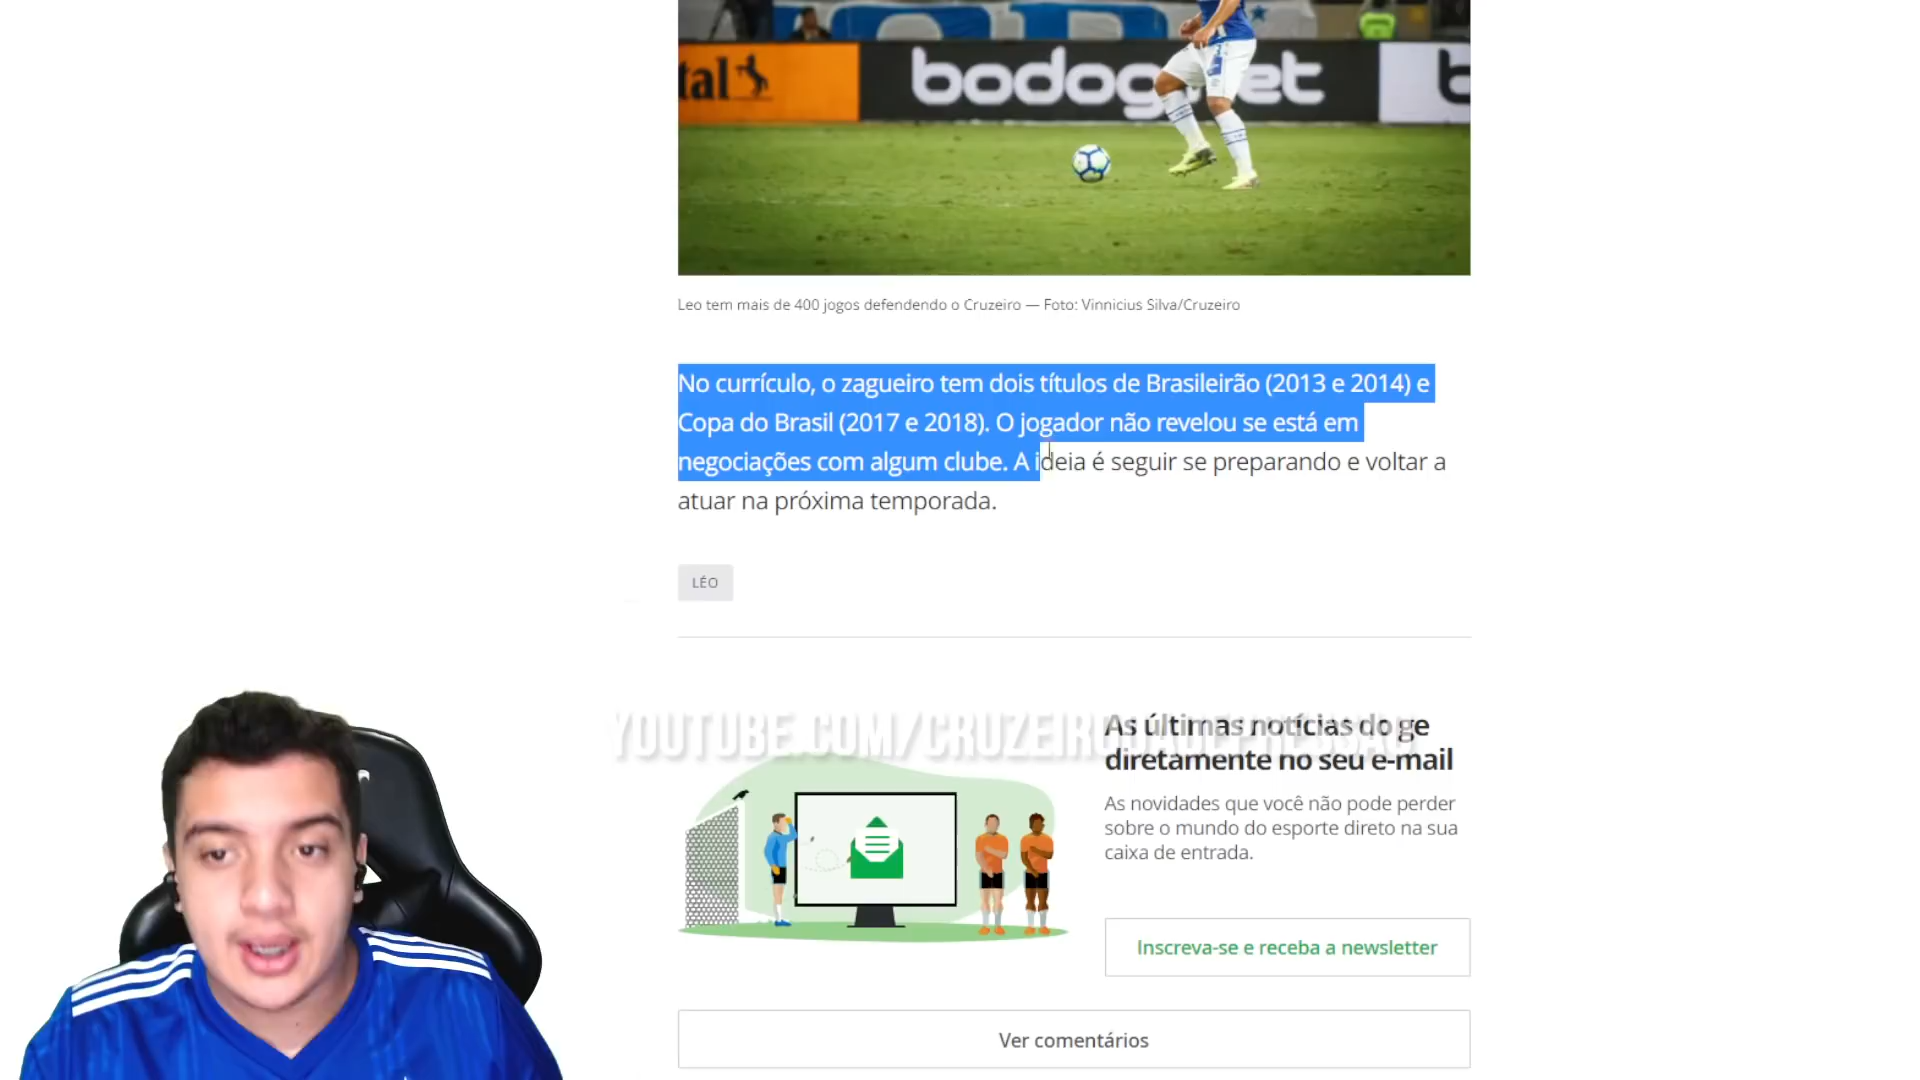 tal
bodog.net
b
Leo tem mais de 400 jogos defendendo o Cruzeiro — Foto: Vinnicius Silva/Cruzeiro
No currículo, o zagueiro tem dois títulos de Brasileirão (2013 e 2014) e
Copa do Brasil (2017 e 2018). O jogador não revelou se está em
negociações com algum clube. A ideia é seguir se preparando e voltar a
atuar na próxima temporada.
LÉO
YOUTUBE.COM/CRUZEIRODADEPRESSAO
As últimas notícias do ge
diretamente no seu e-mail
As novidades que você não pode perder
sobre o mundo do esporte direto na sua
caixa de entrada.
Inscreva-se e receba a newsletter
Ver comentários